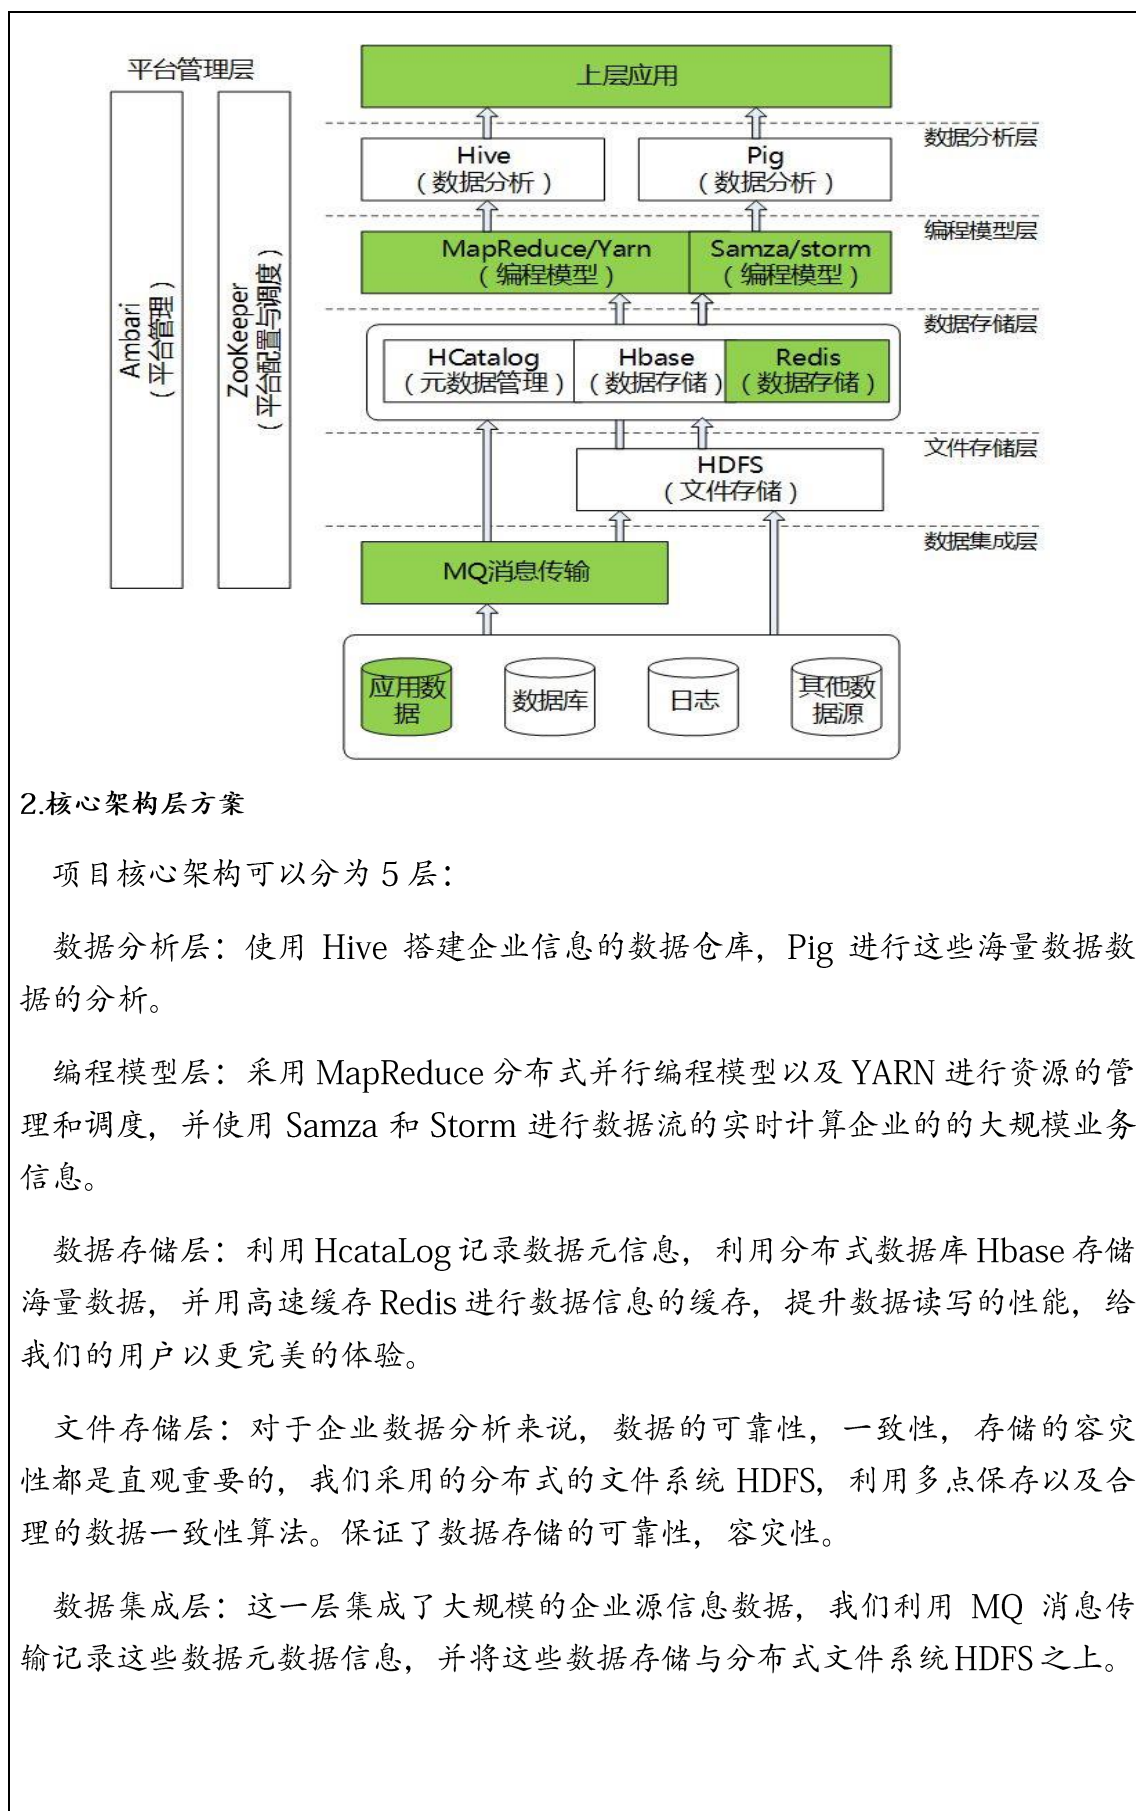 平台管理层
Ambari
（平台管理）
ZooKeeper
（平台配置与调度）
上层应用
数据分析层
Hive
（数据分析）
Pig
（数据分析）
编程模型层
MapReduce/Yarn
（编程模型）
Samza/storm
（编程模型）
数据存储层
HCatalog
（元数据管理）
Hbase
（数据存储）
Redis
（数据存储）
文件存储层
HDFS
（文件存储）
数据集成层
MQ消息传输
应用数
据
数据库
日志
其他数
据源
2.核心架构层方案
项目核心架构可以分为 5 层：
数据分析层：使用 Hive 搭建企业信息的数据仓库，Pig 进行这些海量数据数
据的分析。
编程模型层：采用 MapReduce 分布式并行编程模型以及 YARN 进行资源的管
理和调度，并使用 Samza 和 Storm 进行数据流的实时计算企业的的大规模业务
信息。
数据存储层：利用 HcataLog 记录数据元信息，利用分布式数据库 Hbase 存储
海量数据，并用高速缓存 Redis 进行数据信息的缓存，提升数据读写的性能，给
我们的用户以更完美的体验。
文件存储层：对于企业数据分析来说，数据的可靠性，一致性，存储的容灾
性都是直观重要的，我们采用的分布式的文件系统 HDFS，利用多点保存以及合
理的数据一致性算法。保证了数据存储的可靠性，容灾性。
数据集成层：这一层集成了大规模的企业源信息数据，我们利用 MQ 消息传
输记录这些数据元数据信息，并将这些数据存储与分布式文件系统 HDFS 之上。